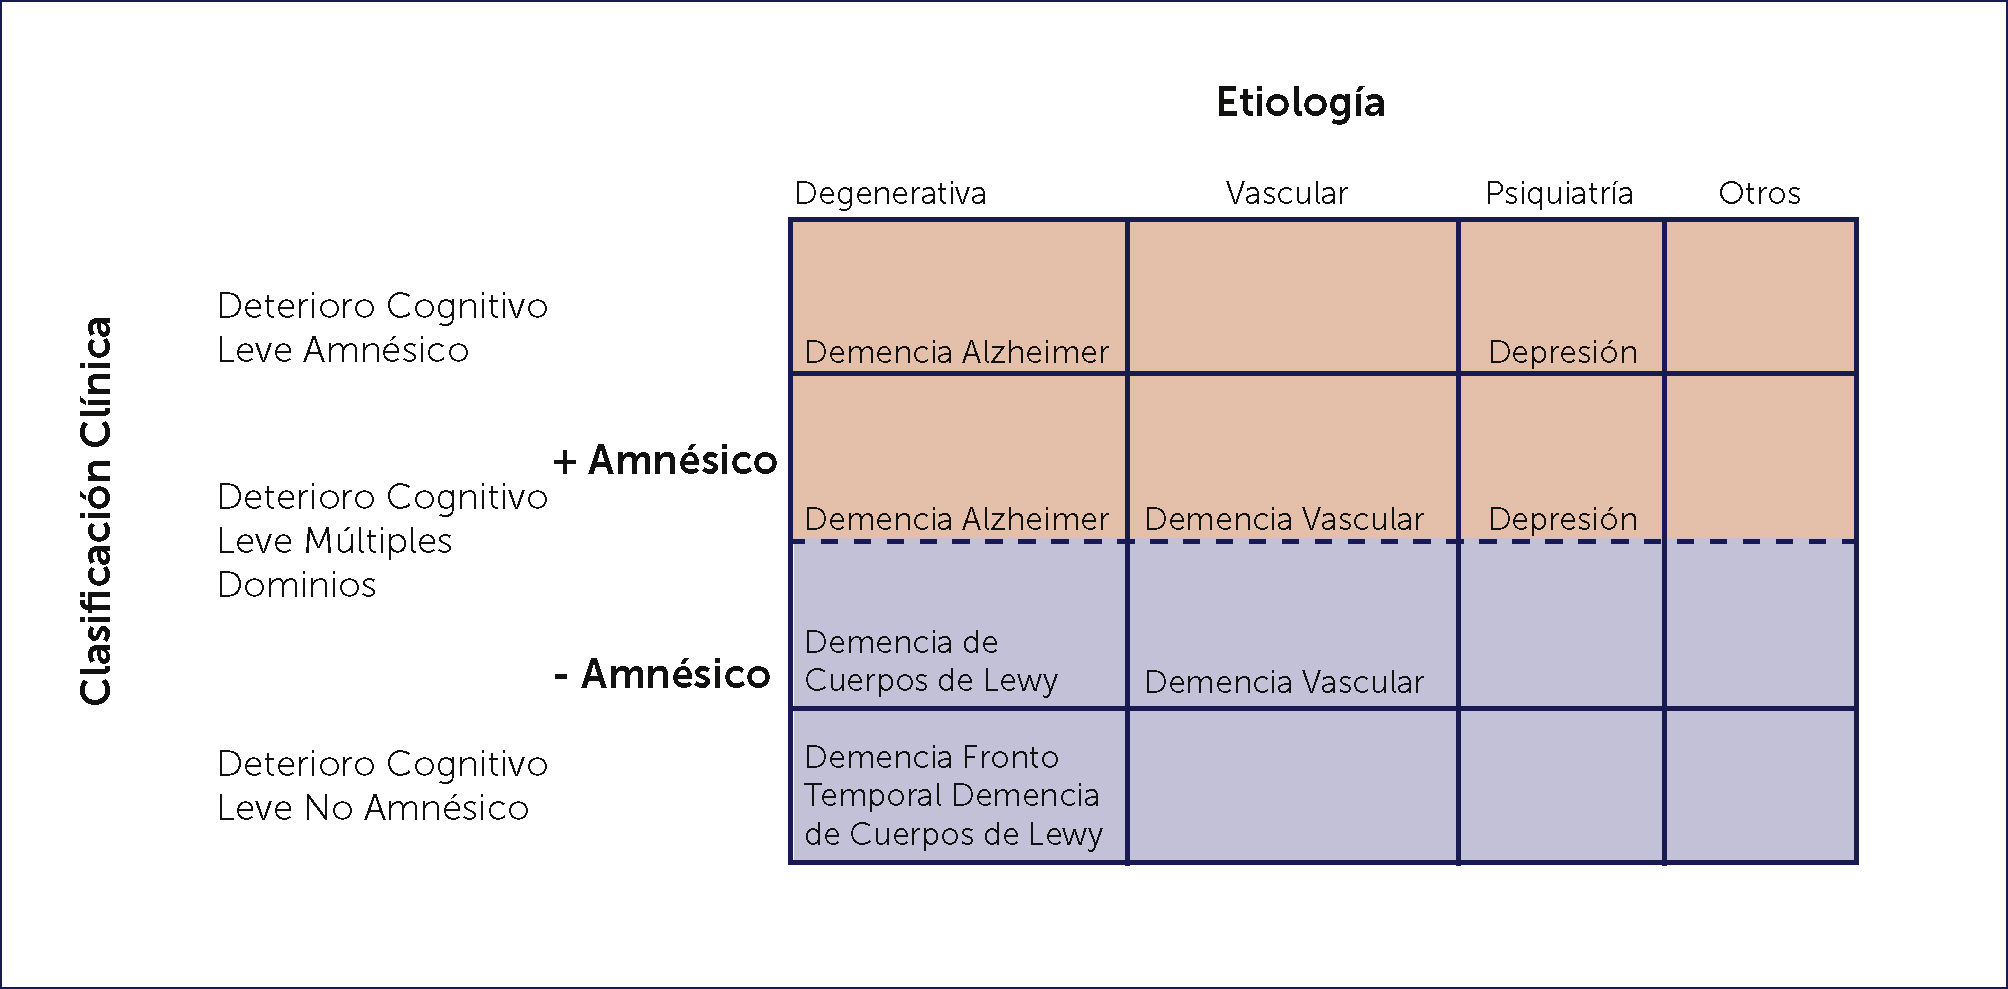 Etiología
Degenerativa Vascular Psiquiatría Otros
Clasificación Clínica
Deterioro Cognitivo
Leve Amnésico
Demencia Alzheimer Depresión
+ Amnésico
Deterioro Cognitivo
Leve Múltiples
Dominios
Demencia Alzheimer Demencia Vascular Depresión
- Amnésico
Demencia de
Cuerpos de Lewy Demencia Vascular
Deterioro Cognitivo
Leve No Amnésico
Demencia Fronto
Temporal Demencia
de Cuerpos de Lewy